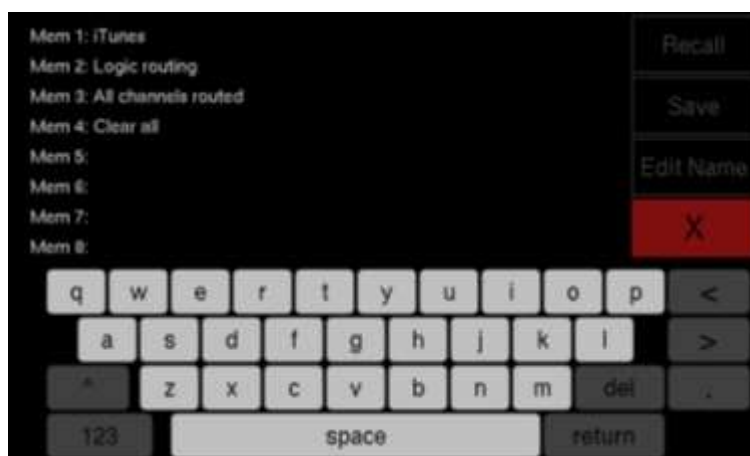 Mem 1: iTunes
Mem 2: Logic routing
Mem 3: All channels routed
Mem 4: Clear all
Mem 5:
Mem 6:
Mem 7:
Mem 8:
Recall
Save
Edit Name
X
q w e r t y u i o p <
a s d f g h j k l >
^ z x c v b n m del .
123 space return